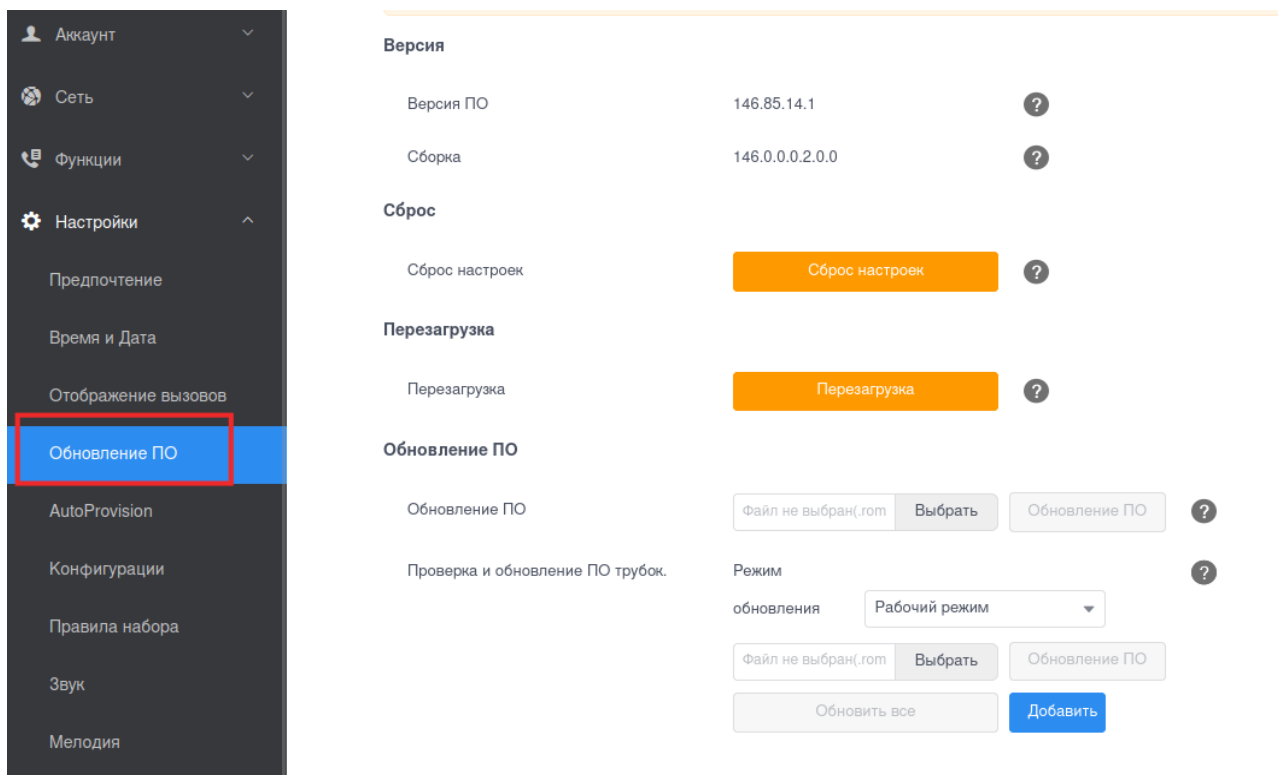 Аккаунт
Сеть
Функции
Настройки
Предпочтение
Время и Дата
Отображение вызовов
Обновление ПО
AutoProvision
Конфигурации
Правила набора
Звук
Мелодия
Версия
Версия ПО 146.85.14.1 ?
Сборка 146.0.0.0.2.0.0 ?
Сброс
Сброс настроек Сброс настроек ?
Перезагрузка
Перезагрузка Перезагрузка ?
Обновление ПО
Обновление ПО Файл не выбран(.rom Выбрать Обновление ПО ?
Проверка и обновление ПО трубок. Режим ?
обновления Рабочий режим
Файл не выбран(.rom Выбрать Обновление ПО
Обновить все Добавить